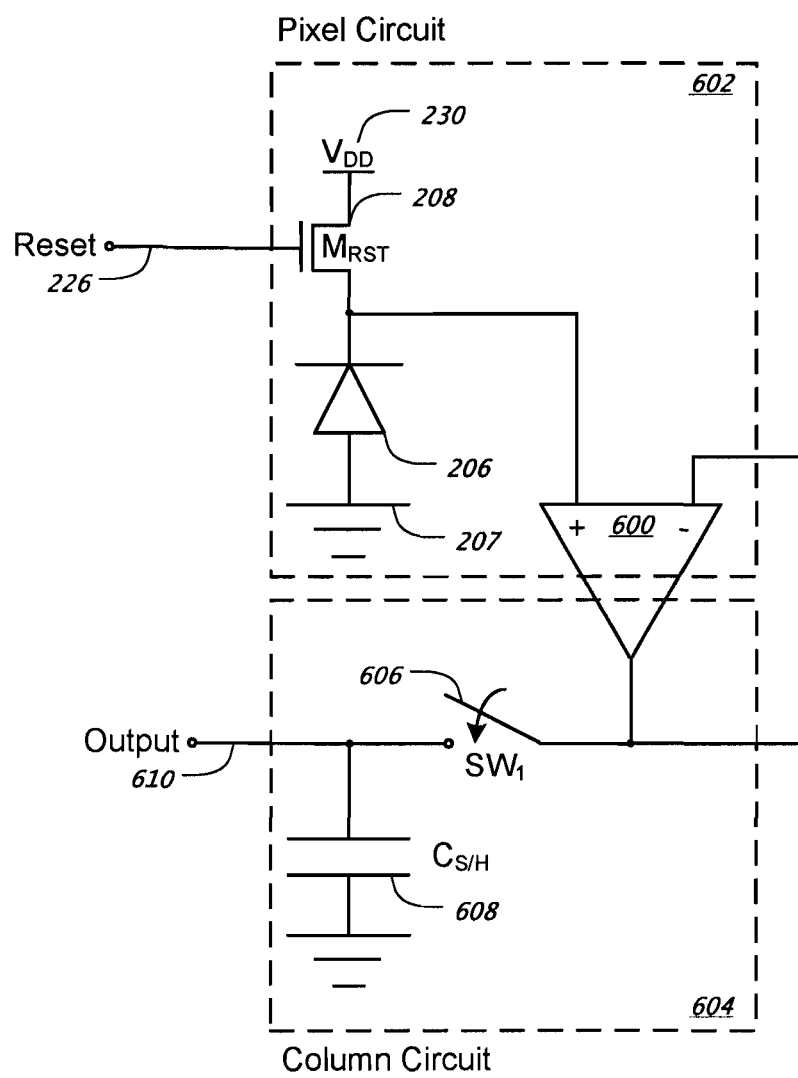 Pixel Circuit
602
230
VDD
208
Reset
MRST
226
206
+ 600 -
207
606
Output
SW1
610
CS/H
608
604
Column Circuit